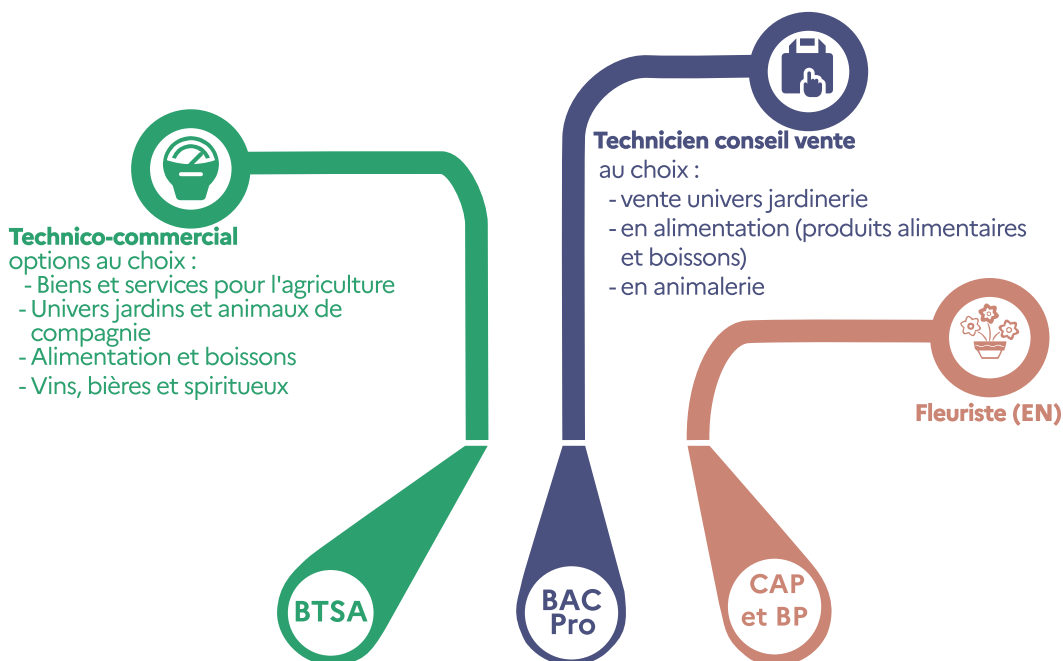 Technicien conseil vente
au choix :
- vente univers jardinerie
- en alimentation (produits alimentaires
et boissons)
- en animalerie
Technico-commercial
options au choix :
- Biens et services pour l'agriculture
- Univers jardins et animaux de
compagnie
- Alimentation et boissons
- Vins, bières et spiritueux
Fleuriste (EN)
BTSA
BAC
Pro
CAP
et BP